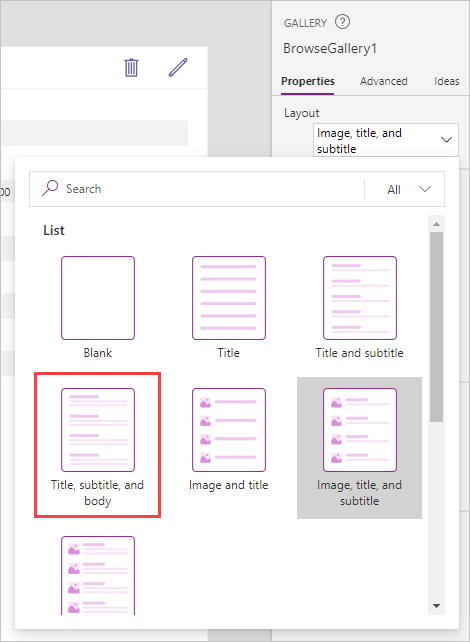 GALLERY ?
BrowseGallery1
Properties Advanced Ideas
Layout
Image, title, and
subtitle
00
Search All
List
Blank Title Title and subtitle
Title, subtitle, and
body
Image and title
Image, title, and
subtitle